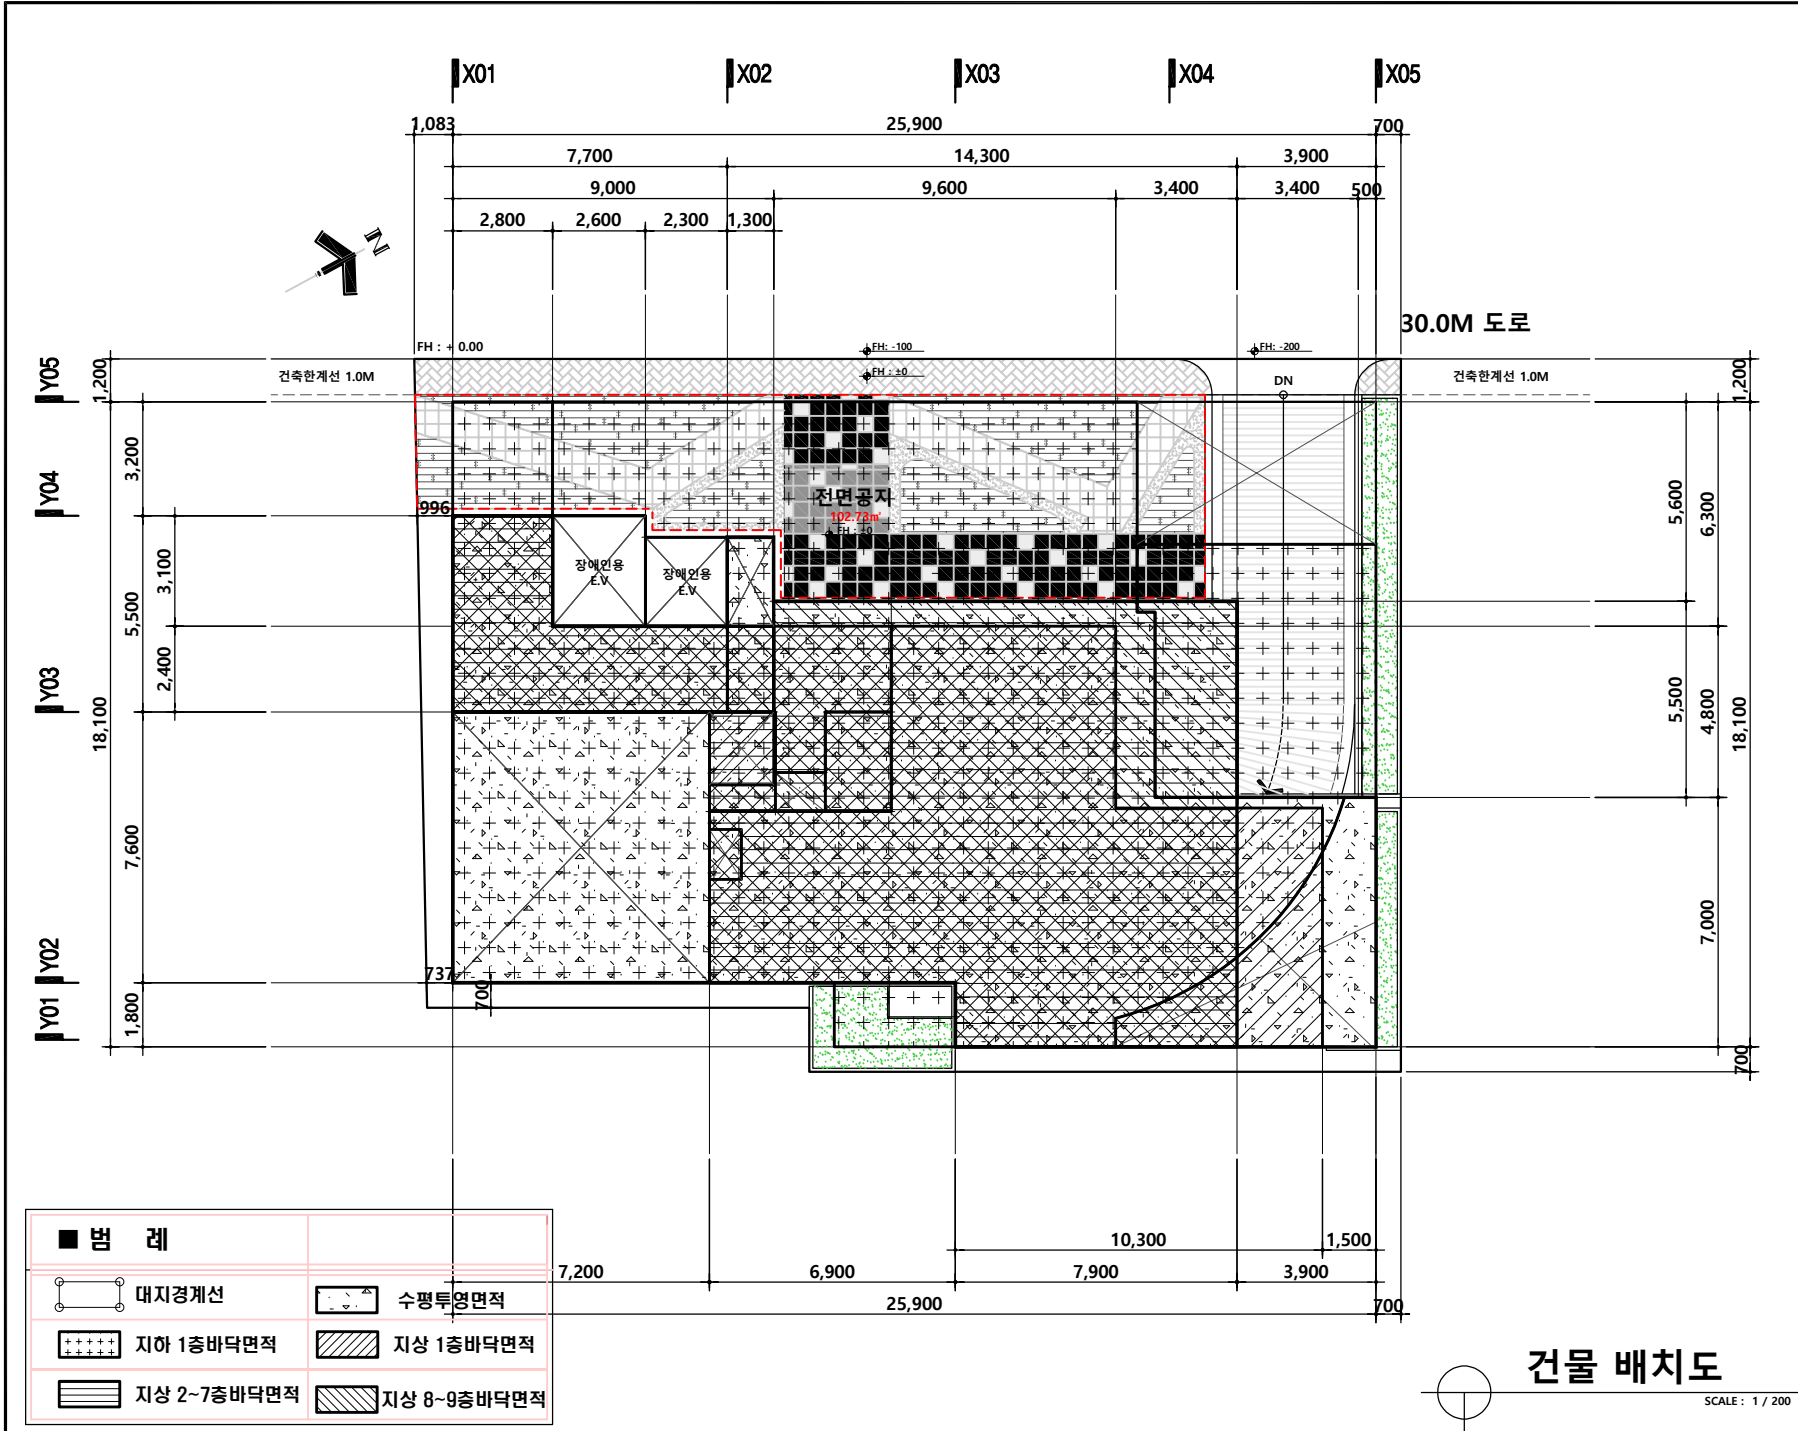 X01 X02 X03 X04 X05
1,083 25,900 700
7,700 14,300 3,900
9,000 9,600 3,400 3,400 500
2,800 2,600 2,300 1,300
N
30.0M 도로
FH : + 0.00
FH: -100
FH: -200
FH : ±0
건축한계선 1.0M
DN
건축한계선 1.0M
Y05
Y04
Y03
Y02
Y01
1,200
3,200
3,100
5,500
2,400
18,100
7,600
1,800
996
737
700
장애인용
E.V
장애인용
E.V
전면공지
102.73㎡
FH : ±0
1,200
5,600
6,300
5,500
4,800
18,100
7,000
700
10,300 1,500
7,200 6,900 7,900 3,900
25,900 700
■ 범 례
대지경계선
수평투영면적
지하 1층바닥면적
지상 1층바닥면적
지상 2~7층바닥면적
지상 8~9층바닥면적
건물 배치도
SCALE : 1 / 200